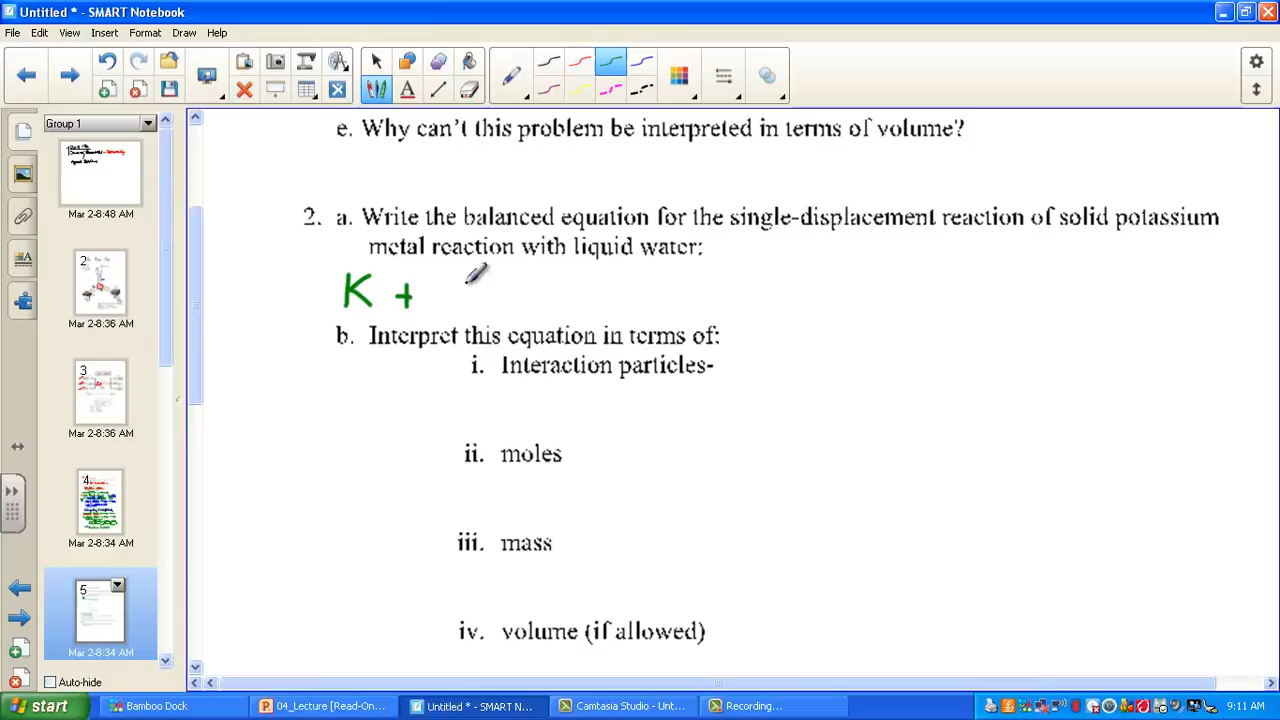 Untitled * - SMART Notebook
File Edit View Insert Format Draw Help
Group 1
Mar 2-8:48 AM
2
Mar 2-8:36 AM
3
Mar 2-8:36 AM
4
Mar 2-8:34 AM
5
Mar 2-8:34 AM
Auto-hide
e. Why can't this problem be interpreted in terms of volume?
2. a. Write the balanced equation for the single-displacement reaction of solid potassium
metal reaction with liquid water:
K +
b. Interpret this equation in terms of:
i. Interaction particles-
ii. moles
iii. mass
iv. volume (if allowed)
start Bamboo Dock 04_Lecture [Read-On... Untitled * - SMART N... Camtasia Studio - Unt... Recording... 9:11 AM